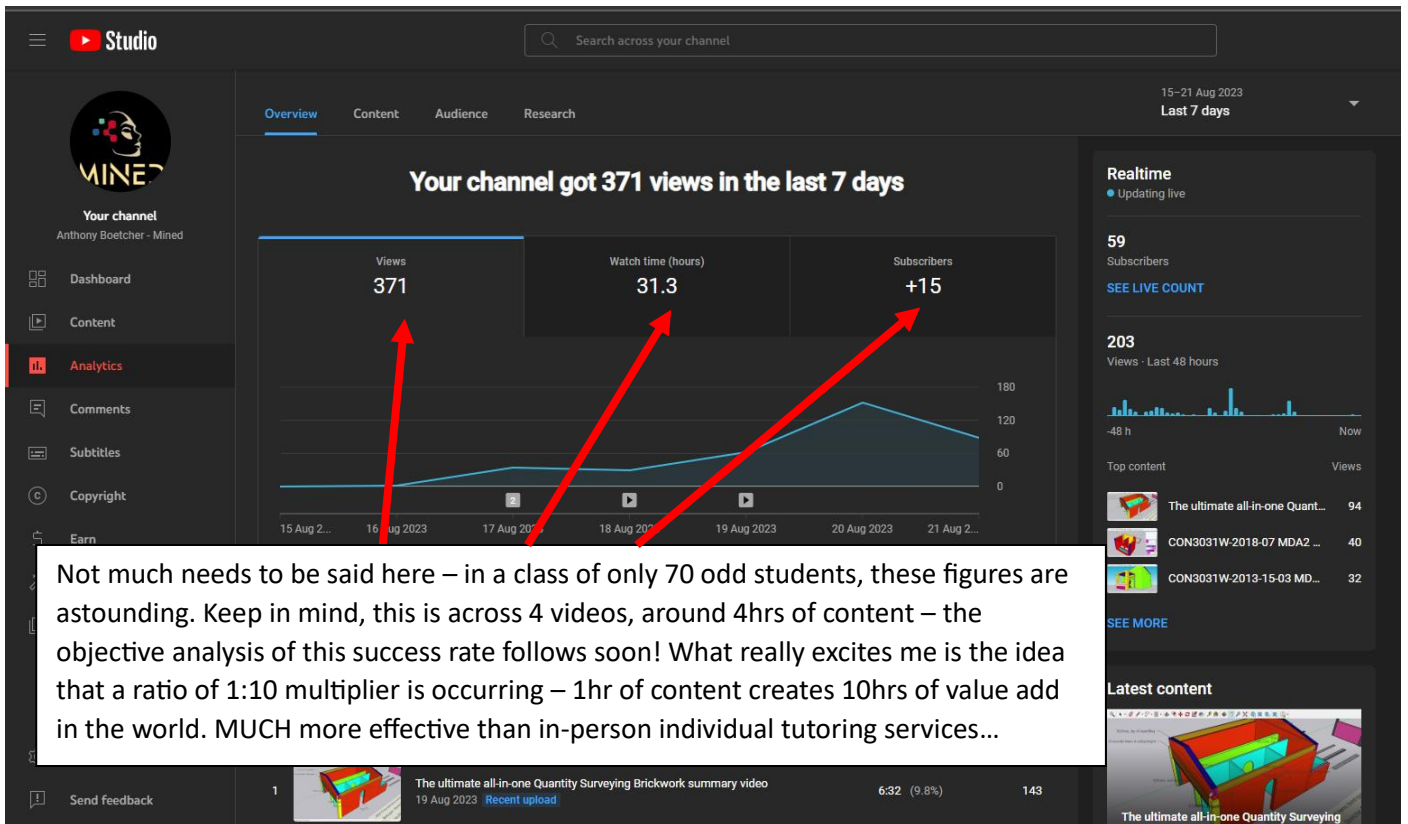 Studio
Search across your channel
MINED
Your channel
Anthony Boetcher - Mined
Dashboard
Content
Analytics
Comments
Subtitles
Copyright
Earn
Send feedback
Overview Content Audience Research
15–21 Aug 2023
Last 7 days
Your channel got 371 views in the last 7 days
Views
371
Watch time (hours)
31.3
Subscribers
+15
180
120
60
0
2
15 Aug 2... 16 Aug 2023 17 Aug 2023 18 Aug 2023 19 Aug 2023 20 Aug 2023 21 Aug 2...
Not much needs to be said here – in a class of only 70 odd students, these figures are
astounding. Keep in mind, this is across 4 videos, around 4hrs of content – the
objective analysis of this success rate follows soon! What really excites me is the idea
that a ratio of 1:10 multiplier is occurring – 1hr of content creates 10hrs of value add
in the world. MUCH more effective than in-person individual tutoring services…
1
The ultimate all-in-one Quantity Surveying Brickwork summary video
19 Aug 2023 Recent upload
6:32 (9.8%) 143
Realtime
Updating live
59
Subscribers
SEE LIVE COUNT
203
Views · Last 48 hours
-48 h Now
Top content Views
The ultimate all-in-one Quant... 94
CON3031W-2018-07 MDA2 ... 40
CON3031W-2013-15-03 MD... 32
SEE MORE
Latest content
The ultimate all-in-one Quantity Surveying